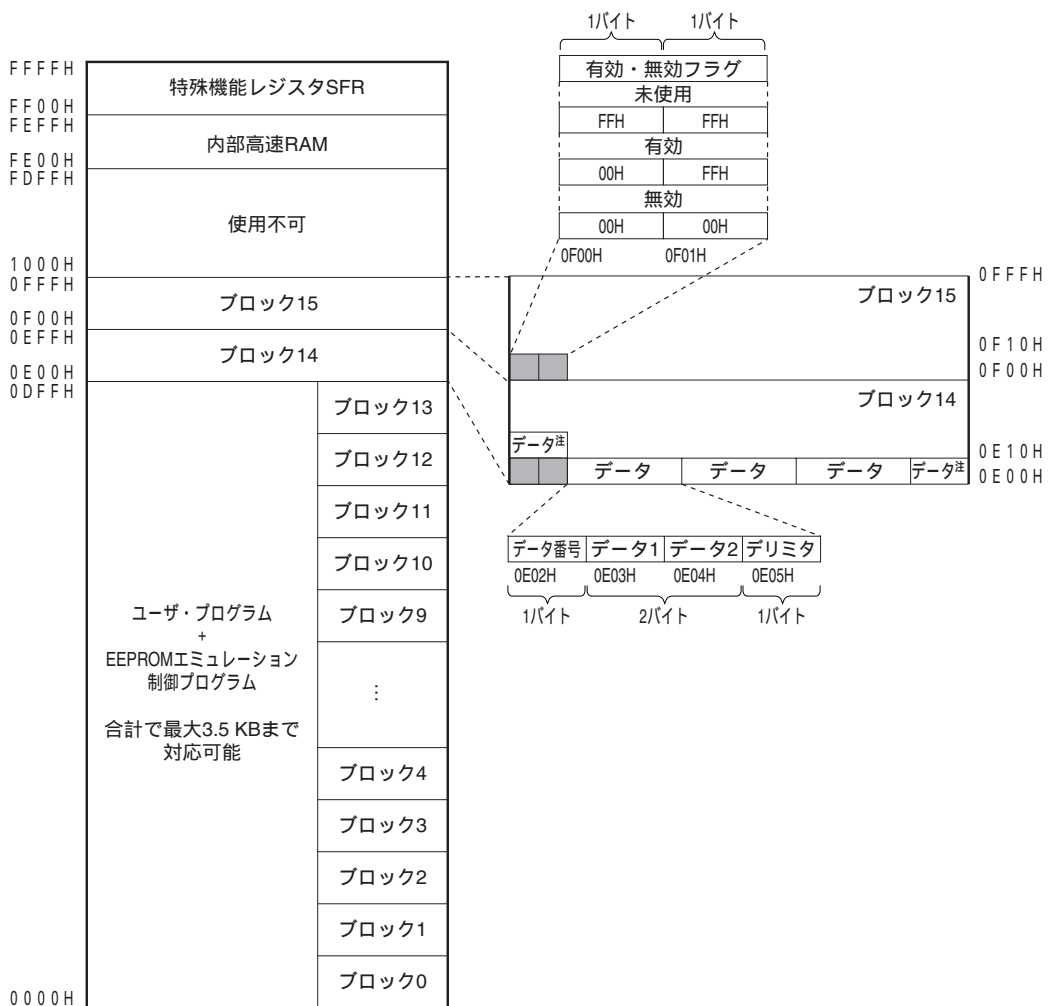 1バイト 1バイト
有効・無効フラグ
未使用
FFH FFH
有効
00H FFH
無効
00H 00H
0F00H 0F01H
FFFFH
特殊機能レジスタSFR
FF00H
FEFFH
内部高速RAM
FE00H
FDFFH
使用不可
1000H
0FFFH
ブロック15
0F00H
0EFFH
ブロック14
0E00H
0DFFH
ブロック13
ブロック12
ブロック11
ブロック10
ブロック9
⋮
ブロック4
ブロック3
ブロック2
ブロック1
ブロック0
0000H
ユーザ・プログラム
+
EEPROMエミュレーション
制御プログラム
合計で最大3.5 KBまで
対応可能
0FFFH
ブロック15
0F10H
0F00H
ブロック14
データ注
0E10H
データ データ データ データ注
0E00H
データ番号 データ1 データ2 デリミタ
0E02H 0E03H 0E04H 0E05H
1バイト 2バイト 1バイト